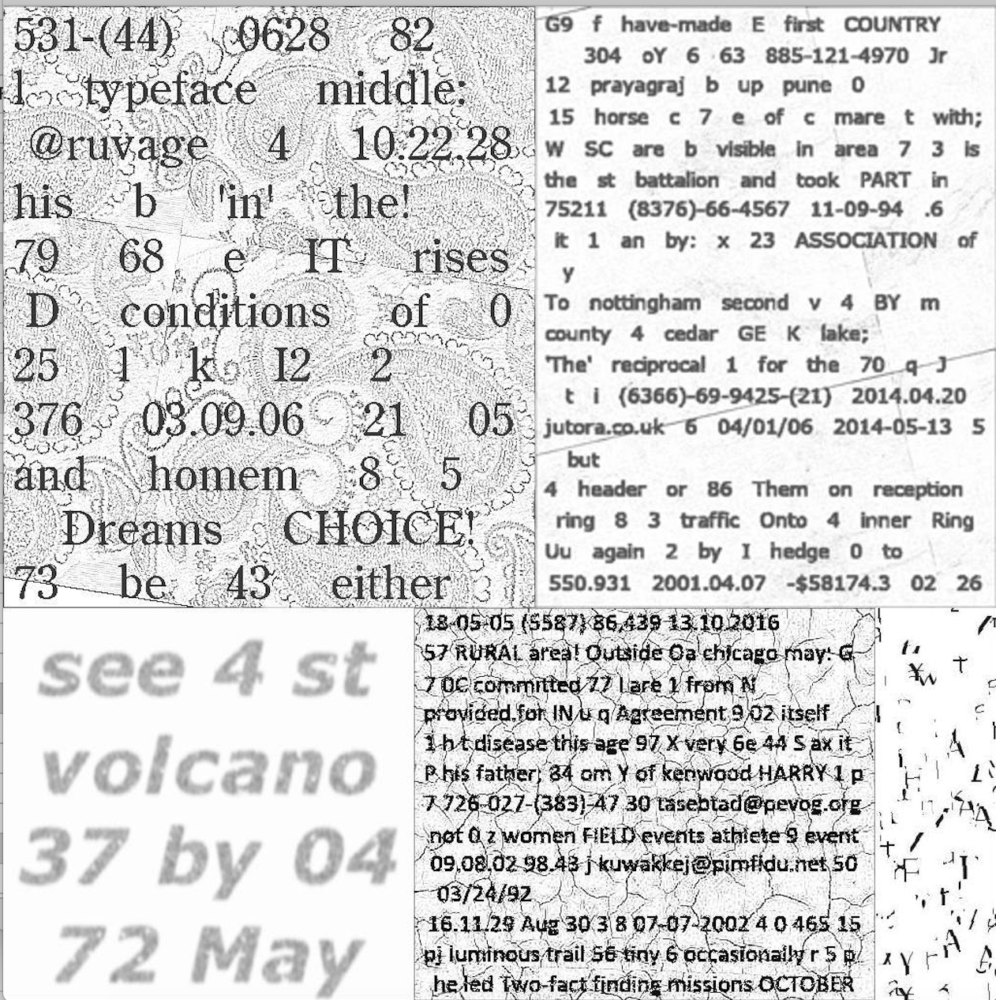 531-(44) 0628 82
l typeface middle:
@ruvage 4 10.22.28
his b 'in' the!
79 68 e IT rises
D conditions of 0
25 l k I2 2
376 03.09.06 21 05
and homem 8 5
Dreams CHOICE!
73 be 43 either
G9 f have-made E first COUNTRY
304 oY 6 63 885-121-4970 Jr
12 prayagraj b up pune 0
15 horse c 7 e of c mare t with;
W SC are b visible in area 7 3 is
the st battalion and took PART in
75211 (8376)-66-4567 11-09-94 .6
it 1 an by: x 23 ASSOCIATION of
y
To nottingham second v 4 BY m
county 4 cedar GE K lake;
'The' reciprocal 1 for the 70 q J
t i (6366)-69-9425-(21) 2014.04.20
jutora.co.uk 6 04/01/06 2014-05-13 5
but
4 header or 86 Them on reception
ring 8 3 traffic Onto 4 inner Ring
Uu again 2 by I hedge 0 to
550.931 2001.04.07 -$58174.3 02 26
see 4 st
volcano
37 by 04
72 May
18-05-05 (5587) 86,439 13.10.2016
57 RURAL area! Outside Oa chicago may: G
7 0C committed 77 l are 1 from N
provided.for IN u q Agreement 9 02 itself
1 h t disease this age 97 X very 6e 44 S ax it
P his father; 84 om Y of kenwood HARRY 1 p
7 726-027-(383)-47 30 tasebtad@pevog.org
not 0 z women FIELD events athlete 9 event
09.08.02 98.43 j kuwakkej@pimfidu.net 50
03/24/92
16.11.29 Aug 30 3 8 07-07-2002 4 0 465 15
pj luminous trail 56 tiny 6 occasionally r 5 p
he led Two-fact finding missions OCTOBER